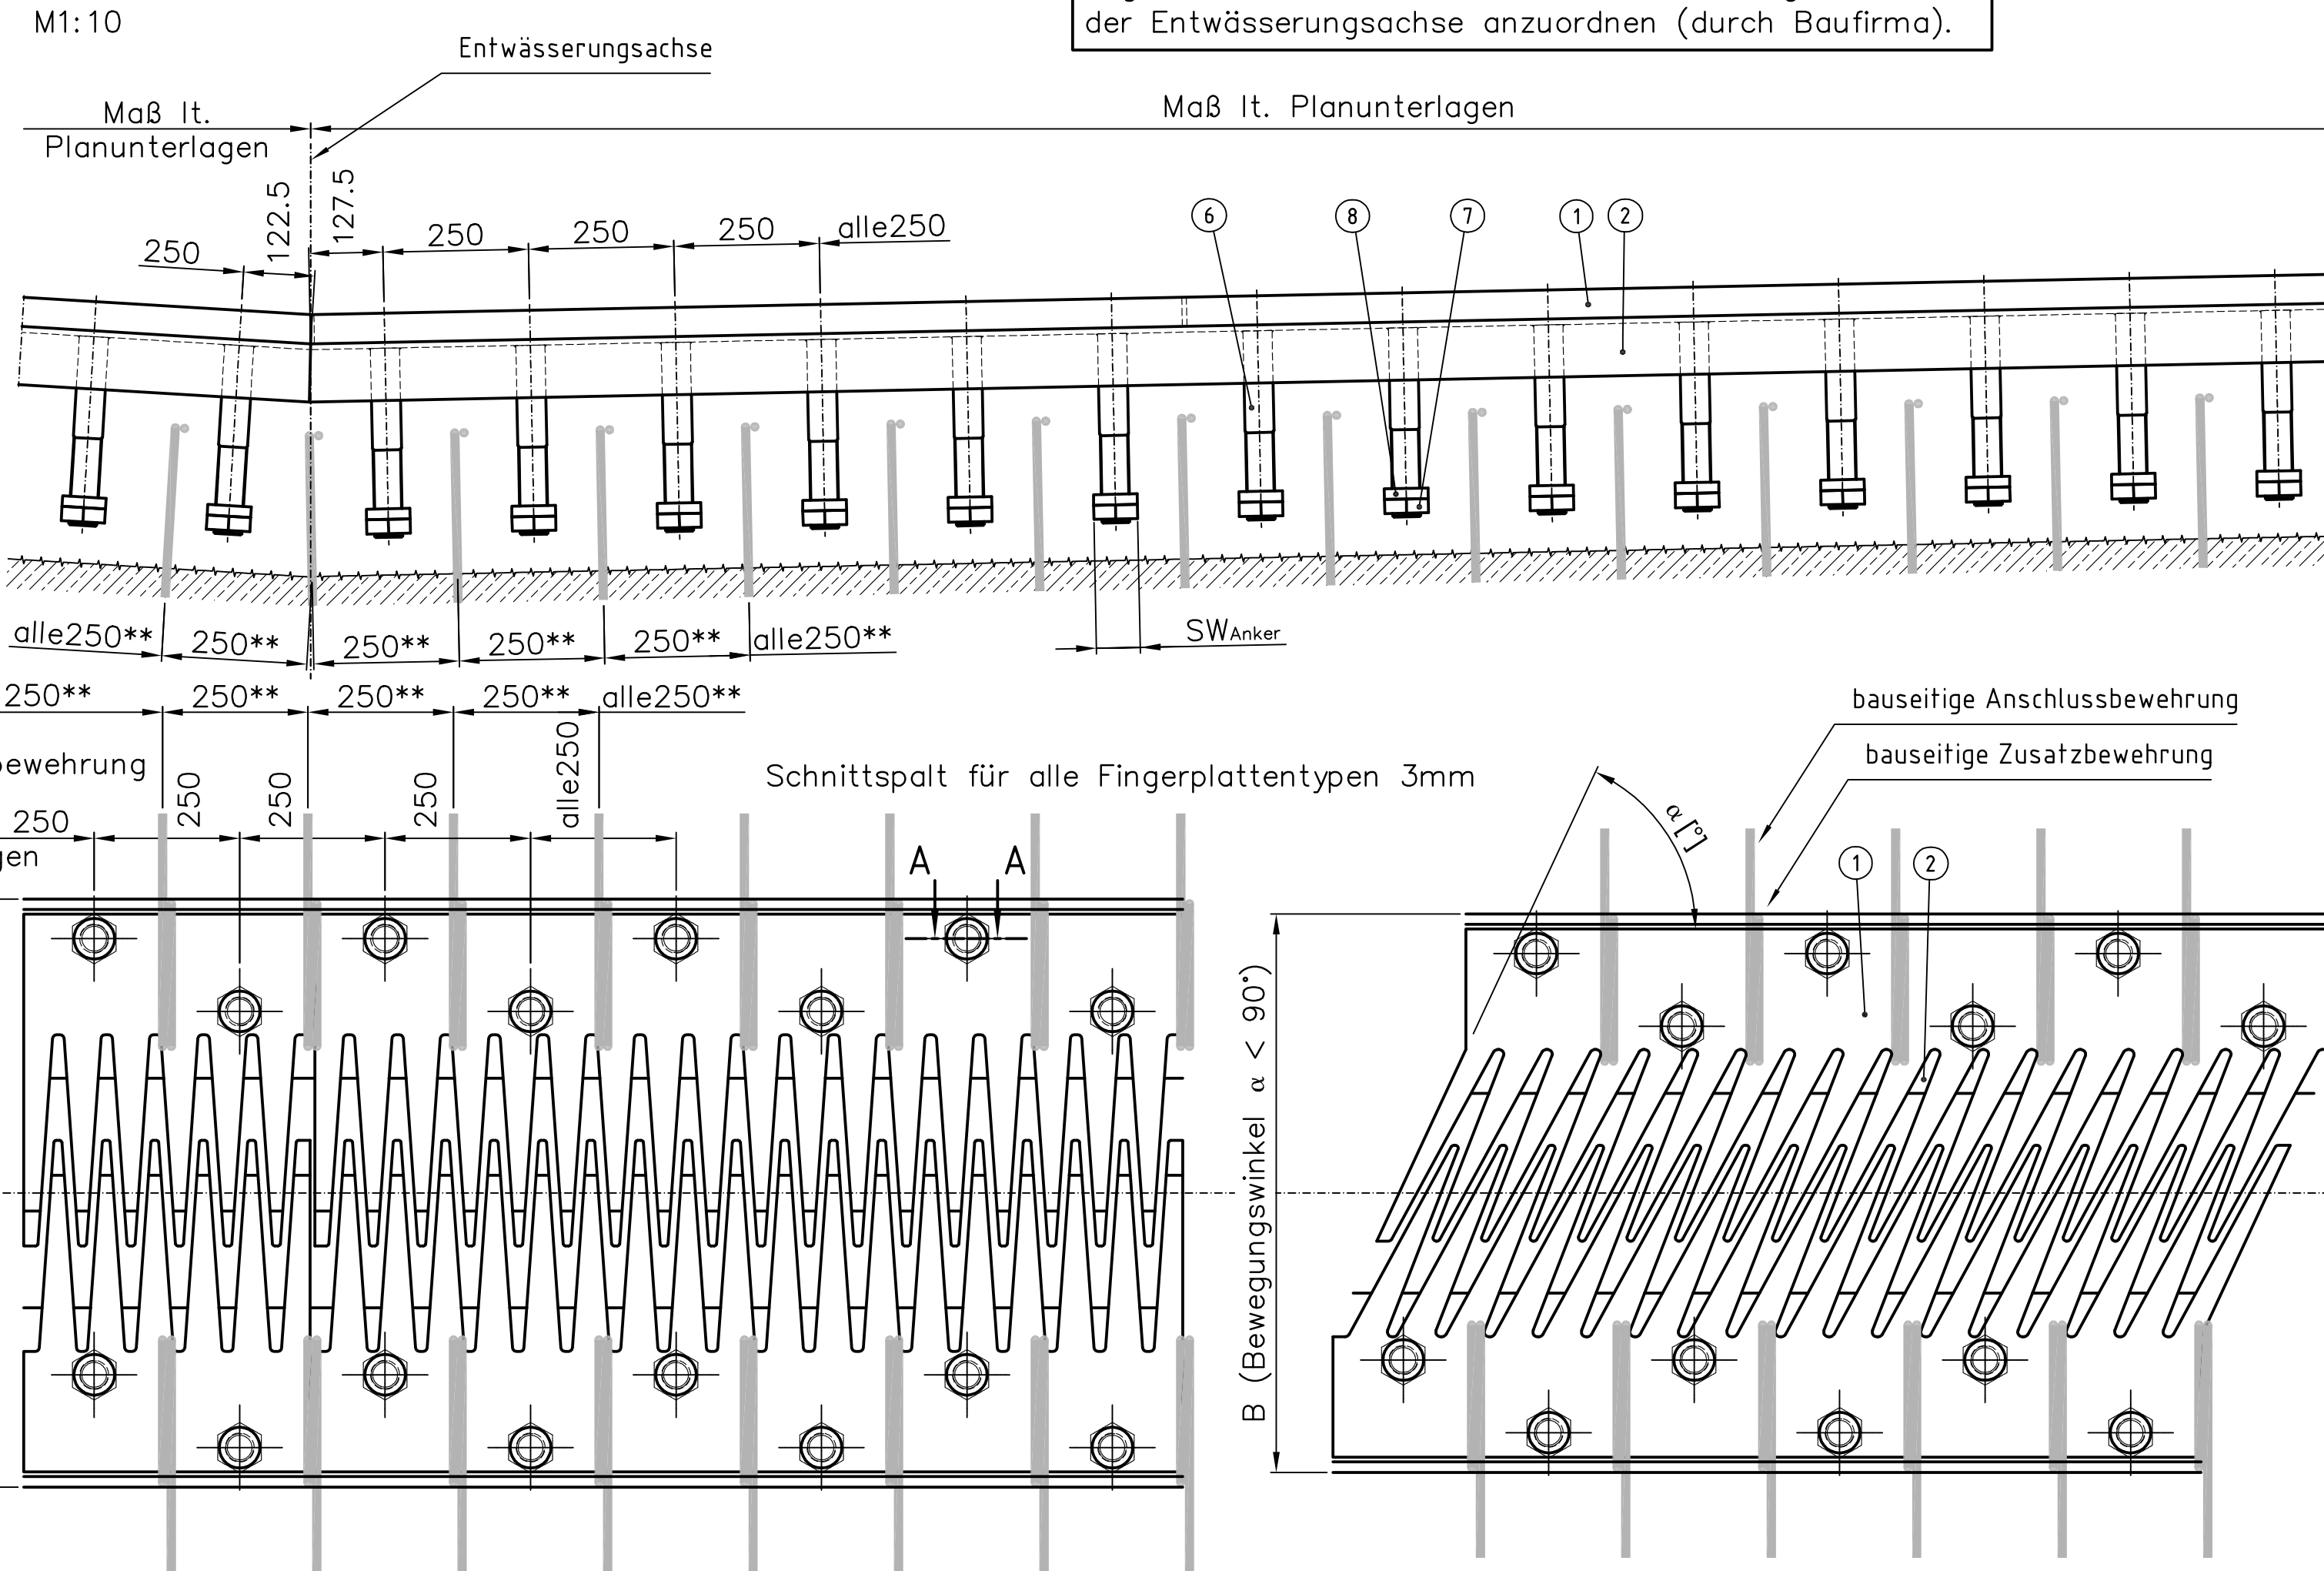 M1:10
der Entwässerungsachse anzuordnen (durch Baufirma).
Entwässerungsachse
Maß lt.
Planunterlagen
Maß lt. Planunterlagen
122.5
127.5
250
250
250
250
alle250
6
8
7
1
2
alle250**
250**
250**
250**
250**
alle250**
SWAnker
250**
250**
250**
250**
alle250**
bauseitige Anschlussbewehrung
bauseitige Zusatzbewehrung
bewehrung
250
250
250
alle250
Schnittspalt für alle Fingerplattentypen 3mm
250
gen
α [°]
A
A
1
2
B (Bewegungswinkel α < 90°)